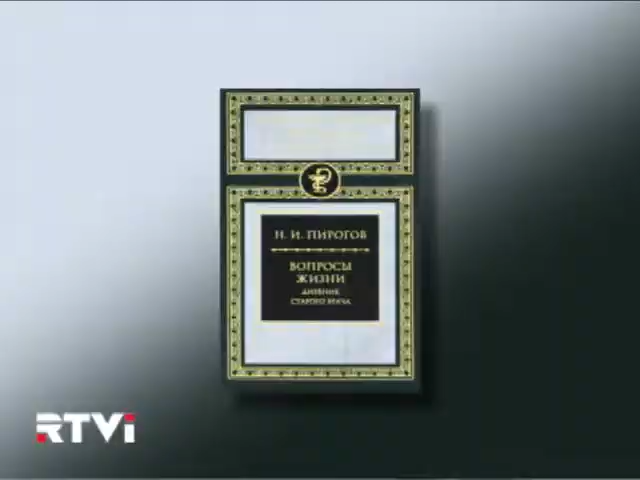 Н. И. ПИРОГОВ
ВОПРОСЫ
ЖИЗНИ
ДНЕВНИК
СТАРОГО ВРАЧА
RTVi